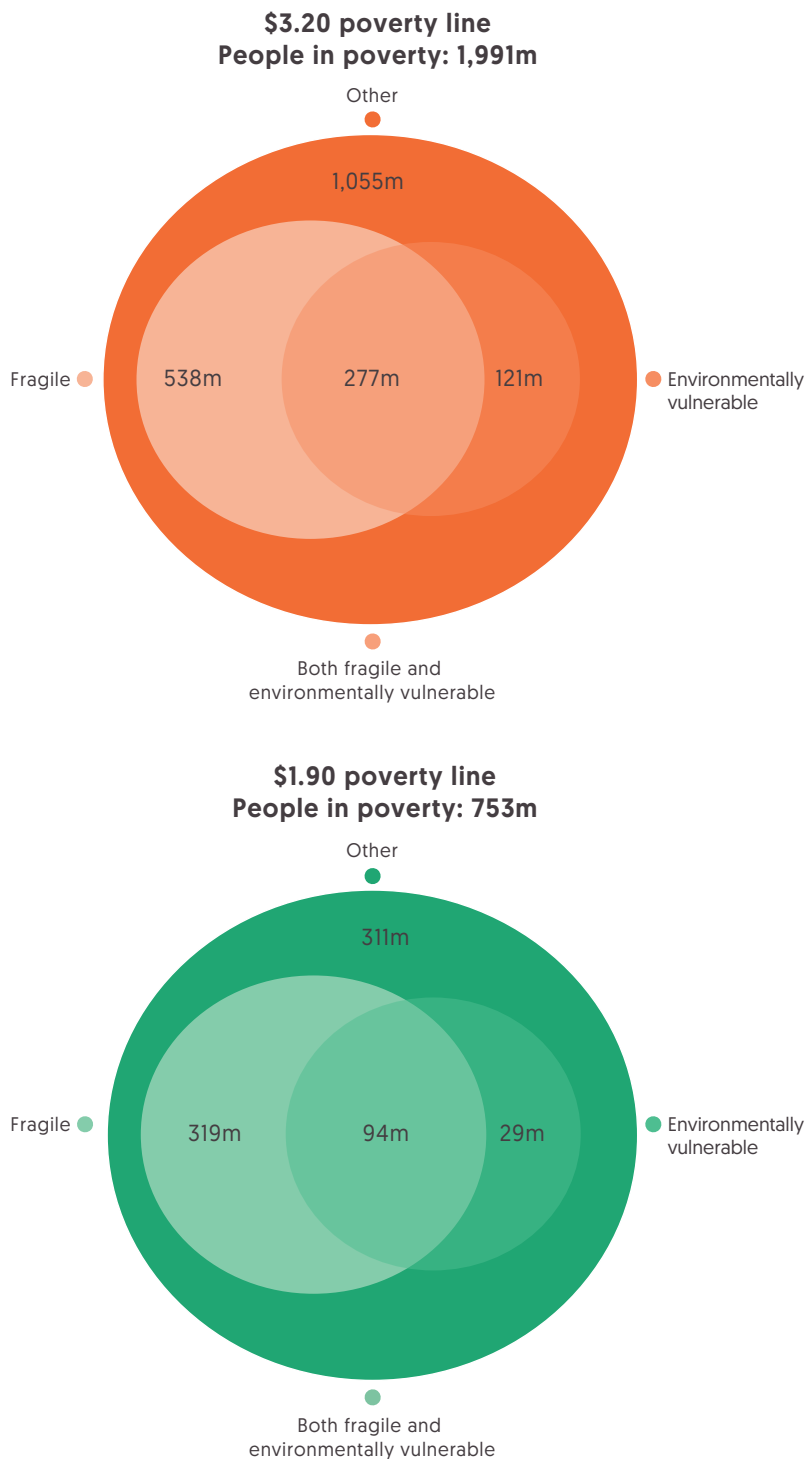 $3.20 poverty line
People in poverty: 1,991m
Other
1,055m
Fragile
538m
277m
121m
Environmentally
vulnerable
Both fragile and
environmentally vulnerable
$1.90 poverty line
People in poverty: 753m
Other
311m
Fragile
319m
94m
29m
Environmentally
vulnerable
Both fragile and
environmentally vulnerable